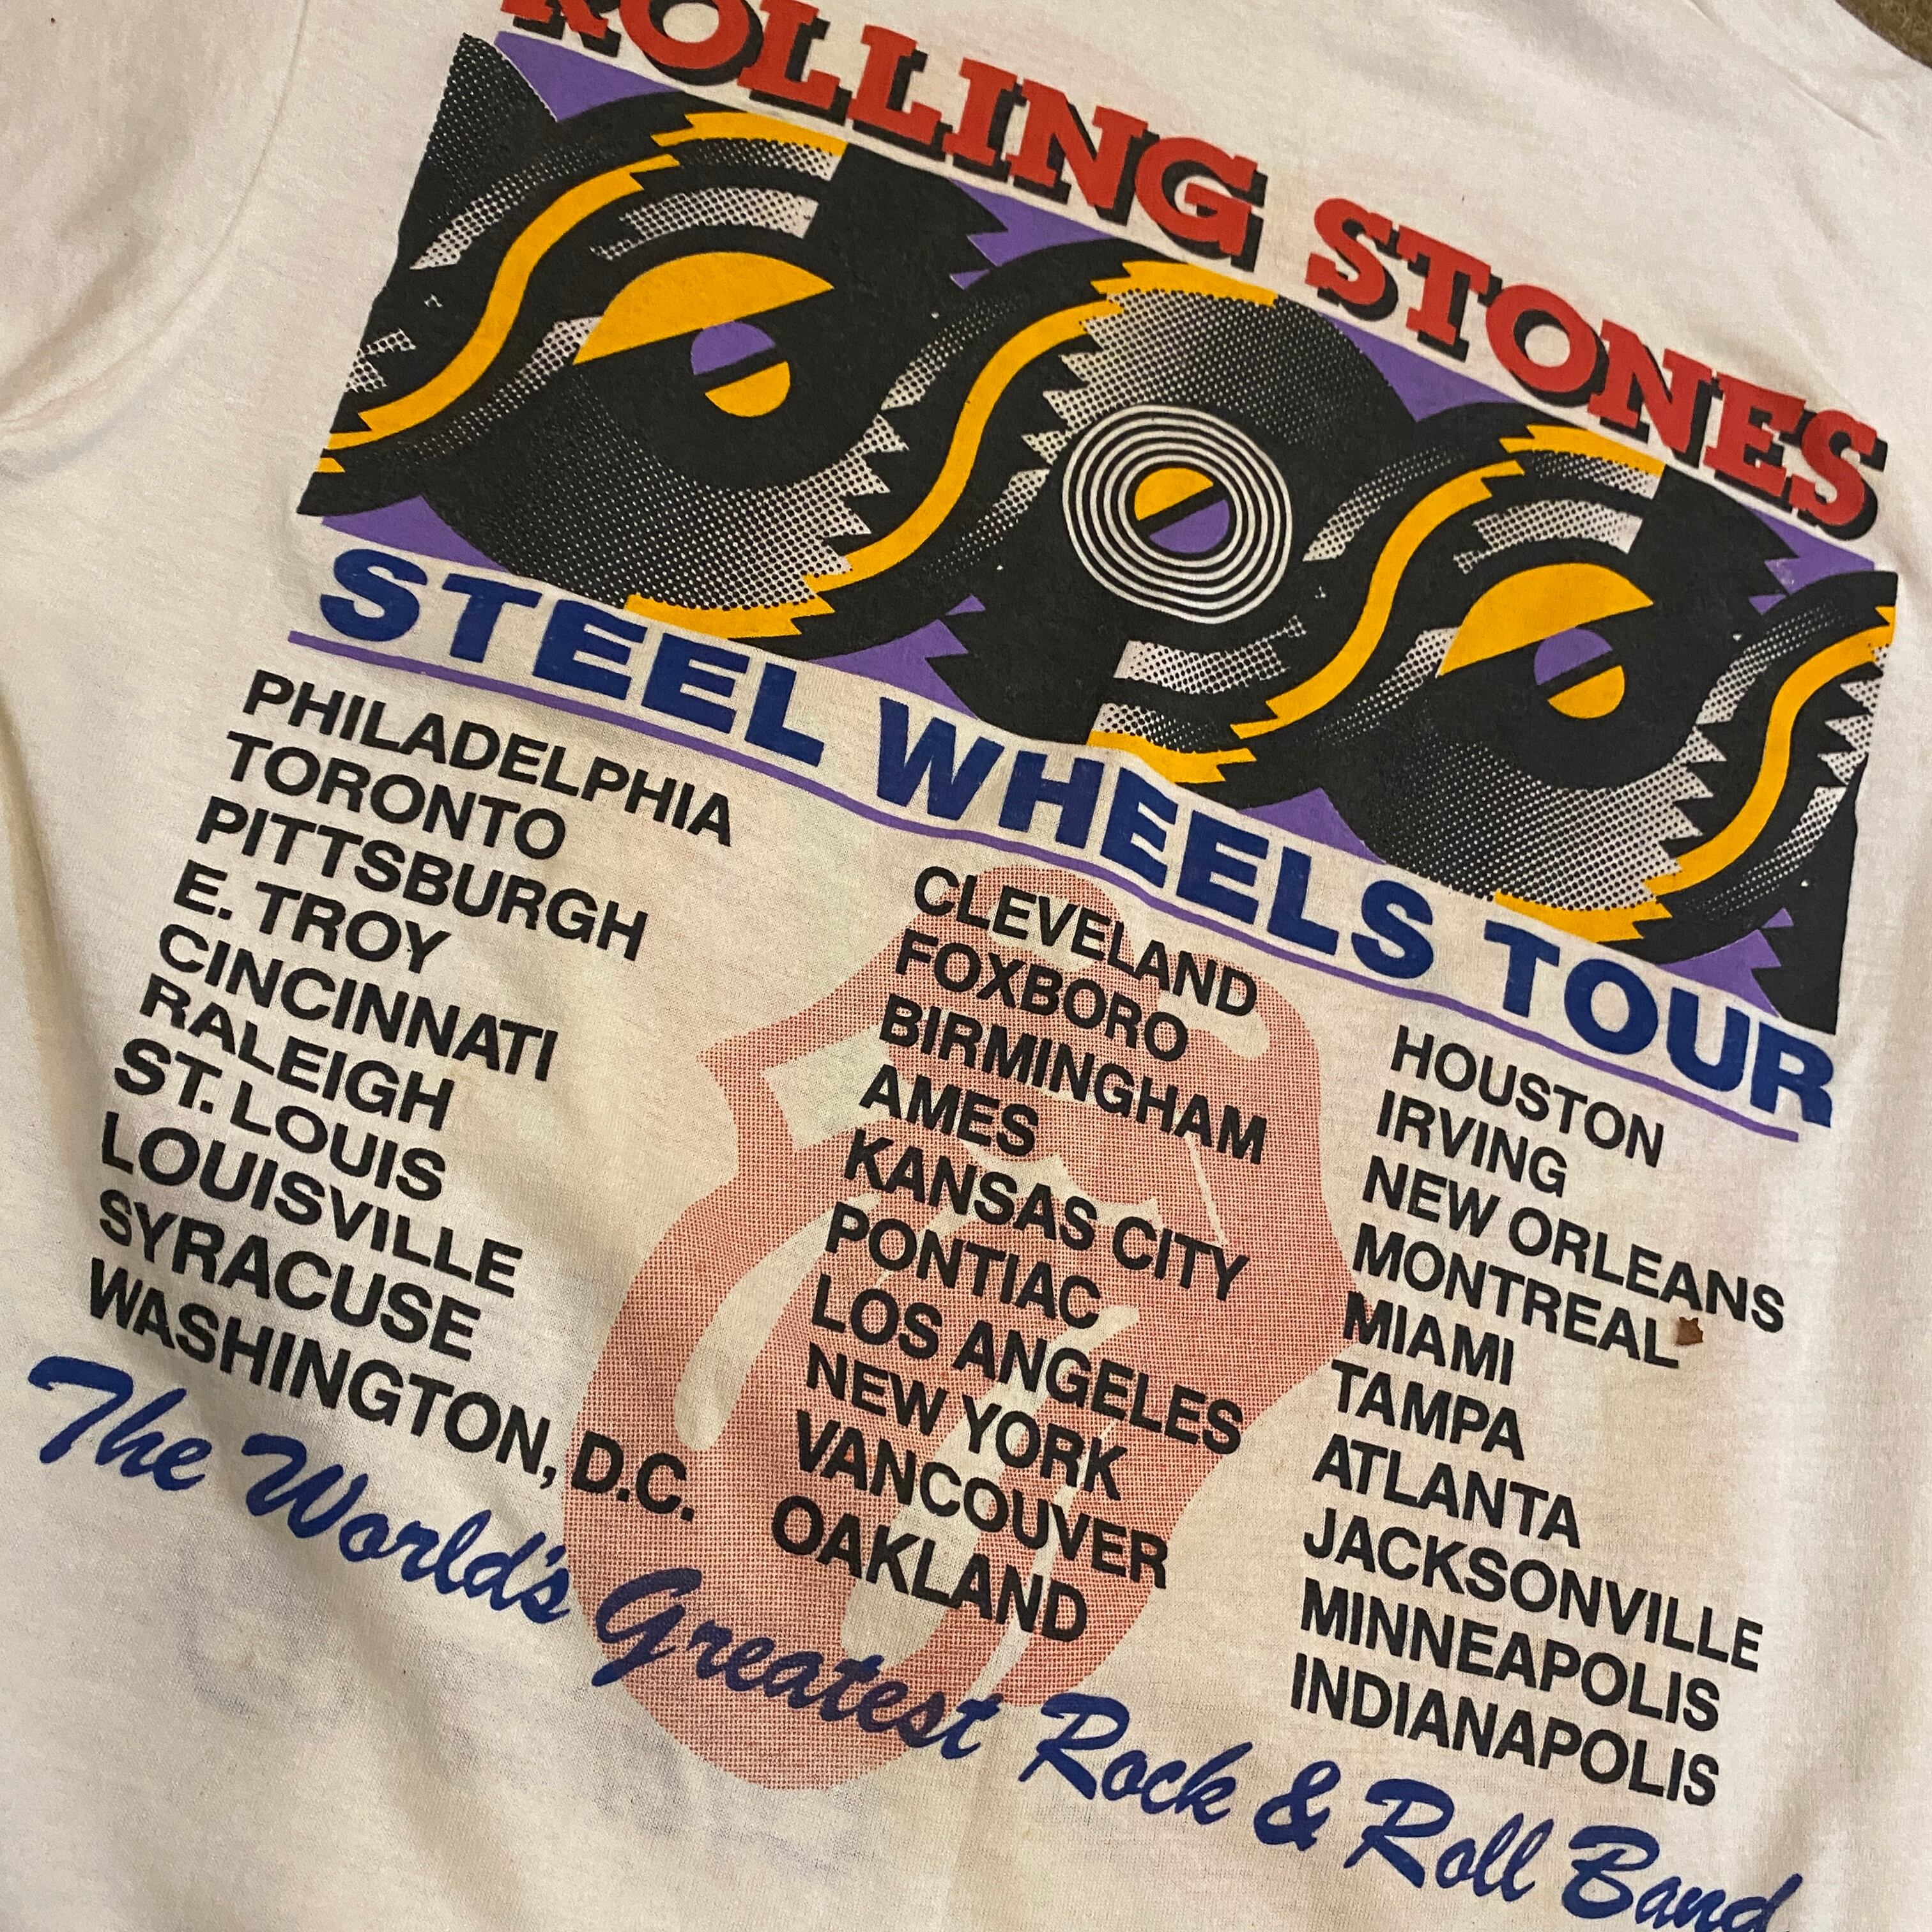 ROLLING STONES
STEEL WHEELS TOUR
PHILADELPHIA
TORONTO
PITTSBURGH
E. TROY
CINCINNATI
RALEIGH
ST. LOUIS
LOUISVILLE
SYRACUSE
WASHINGTON, D.C.
CLEVELAND
FOXBORO
BIRMINGHAM
AMES
KANSAS CITY
PONTIAC
LOS ANGELES
NEW YORK
VANCOUVER
OAKLAND
HOUSTON
IRVING
NEW ORLEANS
MONTREAL
MIAMI
TAMPA
ATLANTA
JACKSONVILLE
MINNEAPOLIS
INDIANAPOLIS
The World's Greatest Rock & Roll Band